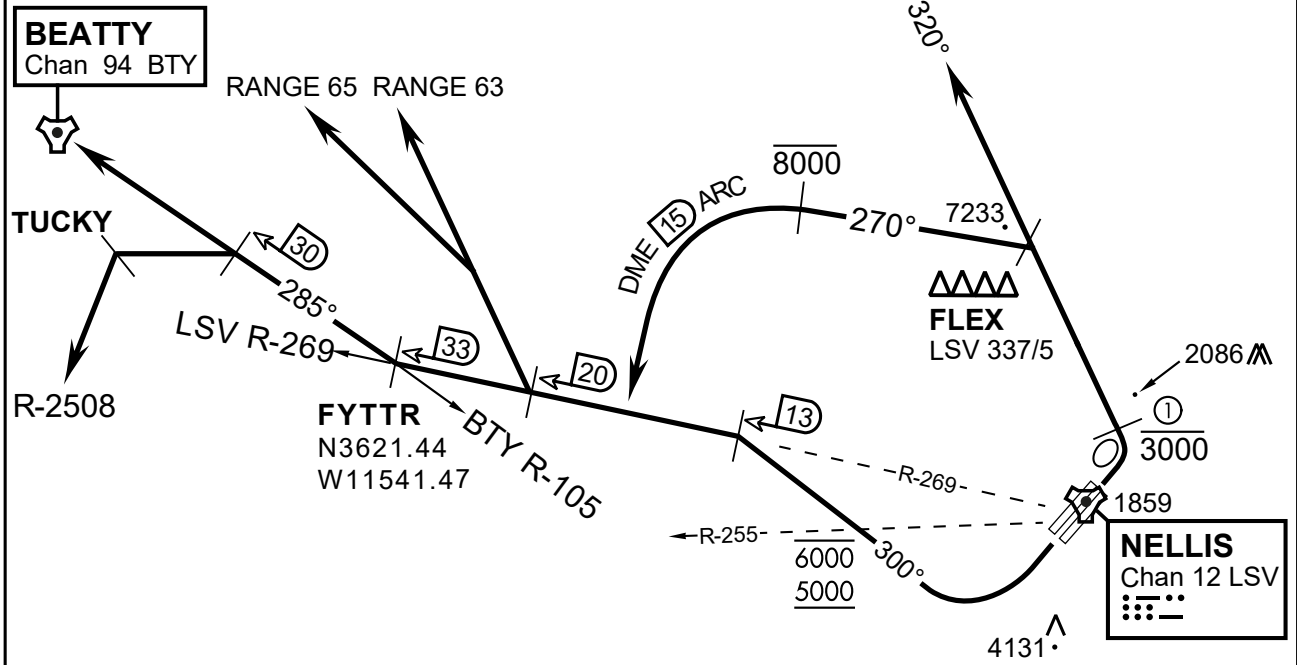 BEATTY
Chan 94 BTY
RANGE 65 RANGE 63
320°
8000
DME 15 ARC
270°
7233
TUCKY
30
285°
FLEX
LSV 337/5
LSV R-269
33
20
2086
R-2508
FYTTR
N3621.44
W11541.47
BTY R-105
13
1
3000
R-269
1859
R-255
6000
5000
300°
NELLIS
Chan 12 LSV
4131